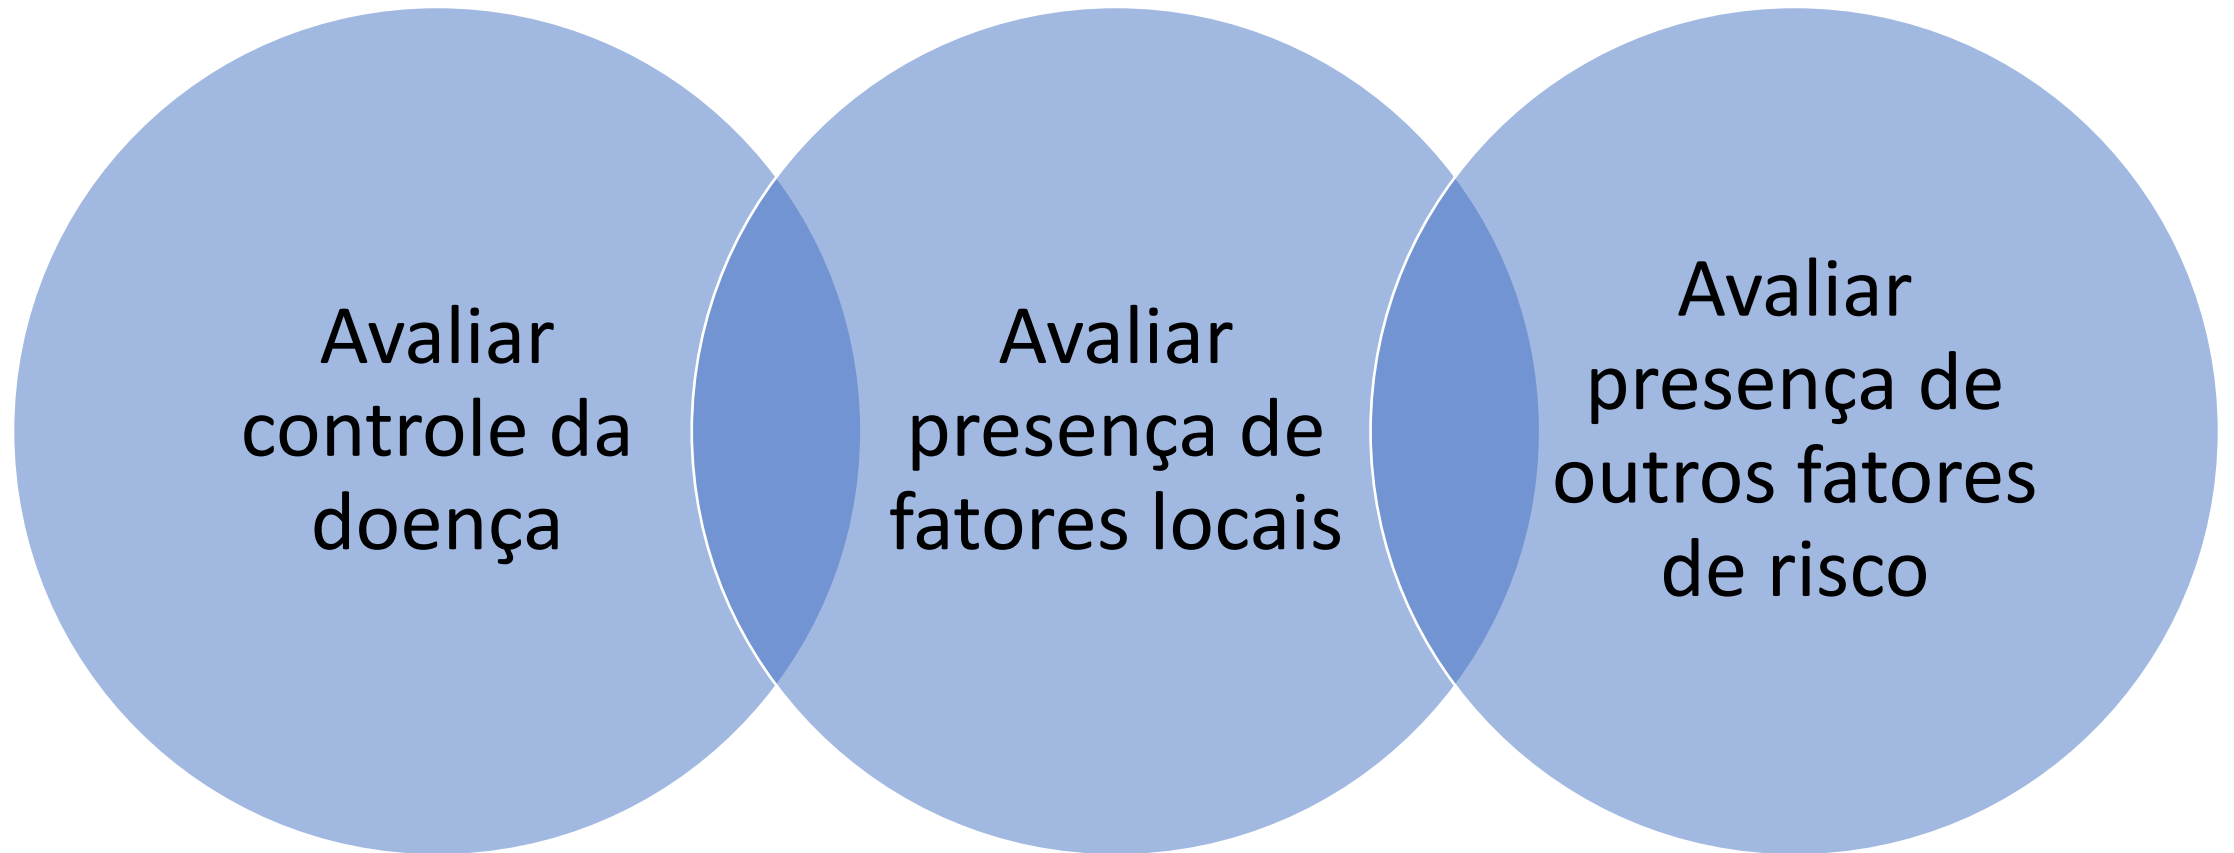 Avaliar
controle da
doença
Avaliar
presença de
fatores locais
Avaliar
presença de
outros fatores
de risco